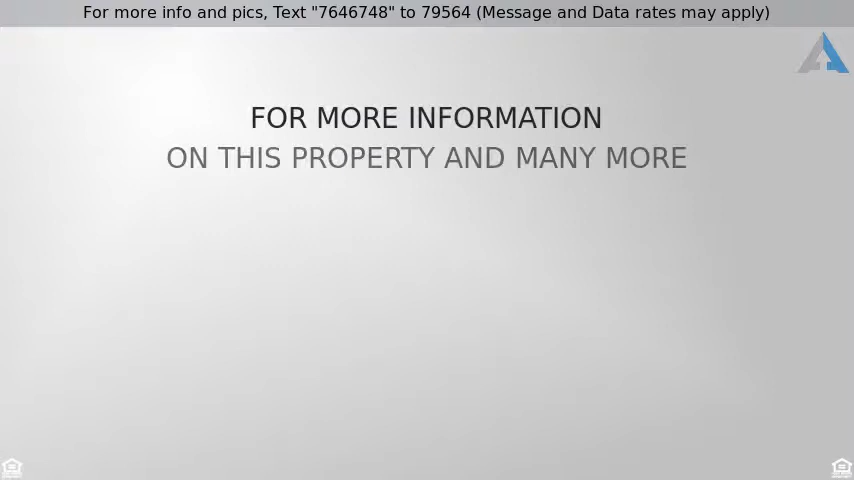 For more info and pics, Text "7646748" to 79564 (Message and Data rates may apply)
FOR MORE INFORMATION
ON THIS PROPERTY AND MANY MORE